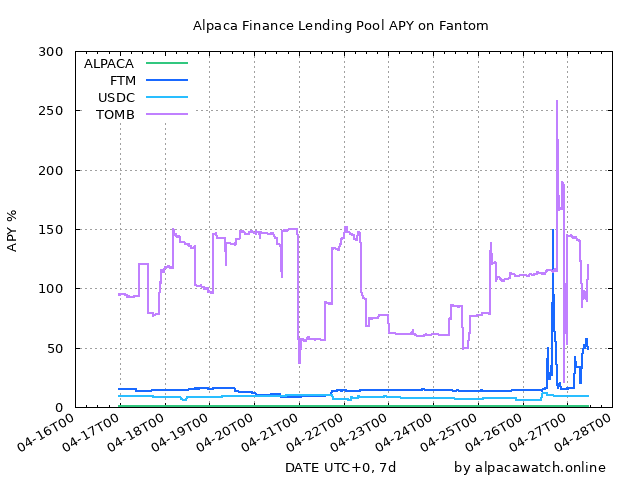 Alpaca Finance Lending Pool APY on Fantom
300
250
200
150
100
50
0
APY %
ALPACA
FTM
USDC
TOMB
04-16T00
04-17T00
04-18T00
04-19T00
04-20T00
04-21T00
04-22T00
04-23T00
04-24T00
04-25T00
04-26T00
04-27T00
04-28T00
DATE UTC+0, 7d
by alpacawatch.online